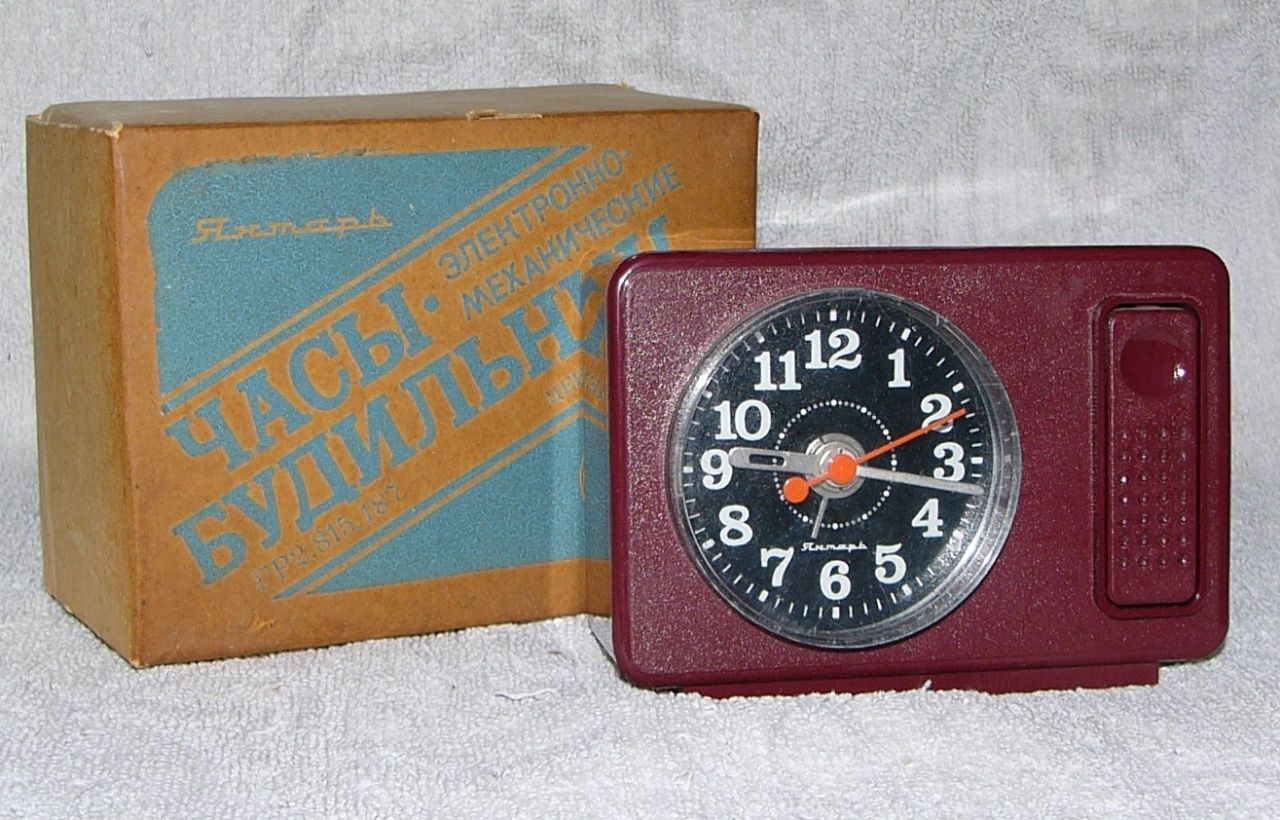 Янтарь
ЧАСЫ·
ЭЛЕКТРОННО-
МЕХАНИЧЕСКИЕ
БУДИЛЬНИКИ
ГР2.815.187
12
1
2
3
4
5
6
7
8
9
10
11
Янтарь